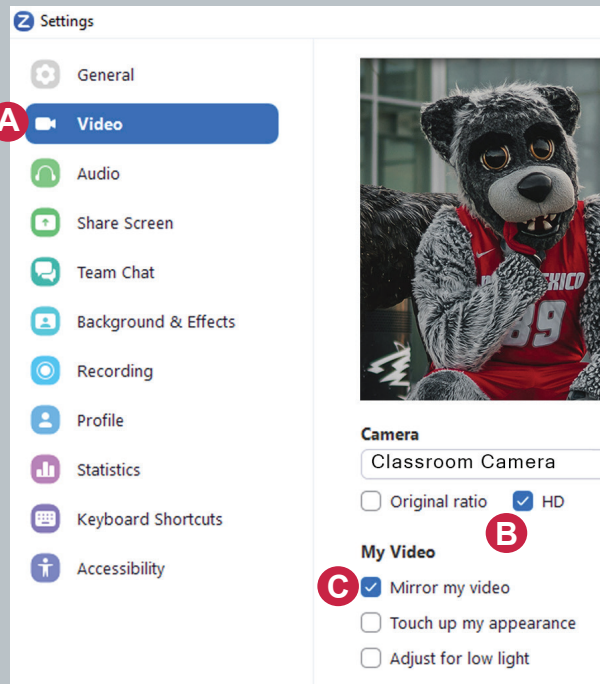 Z Settings
General
A Video
Audio
Share Screen
Team Chat
Background & Effects
Recording
Profile
Statistics
Keyboard Shortcuts
Accessibility
EXICO
89
Camera
Classroom Camera
Original ratio HD
B
My Video
C Mirror my video
Touch up my appearance
Adjust for low light